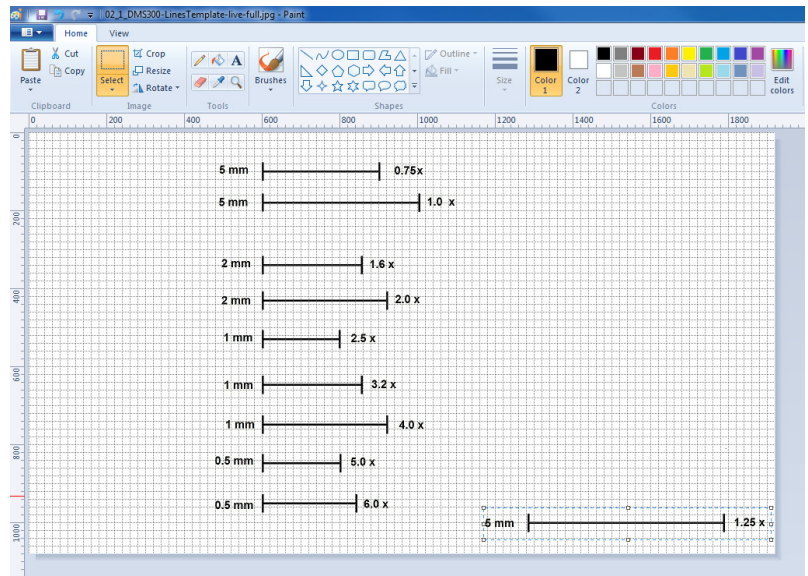 02_1_DMS300-LinesTemplate-live-full.jpg - Paint
Home View
Paste
Cut
Copy
Clipboard
Select
Crop
Resize
Rotate
Image
A
Tools
Brushes
Outline
Fill
Shapes
Size
Color 1
Color 2
Edit colors
Colors
0 200 400 600 800 1000 1200 1400 1600 1800
0
200
400
600
800
1000
5 mm 0.75x
5 mm 1.0 x
2 mm 1.6 x
2 mm 2.0 x
1 mm 2.5 x
1 mm 3.2 x
1 mm 4.0 x
0.5 mm 5.0 x
0.5 mm 6.0 x
5 mm 1.25 x